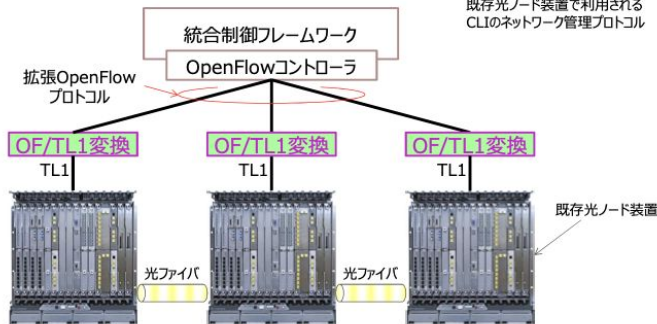 既存光ノード装置で利用される
CLIのネットワーク管理プロトコル
統合制御フレームワーク
OpenFlowコントローラ
拡張OpenFlow
プロトコル
OF/TL1変換
OF/TL1変換
OF/TL1変換
TL1
TL1
TL1
既存光ノード装置
光ファイバ
光ファイバ